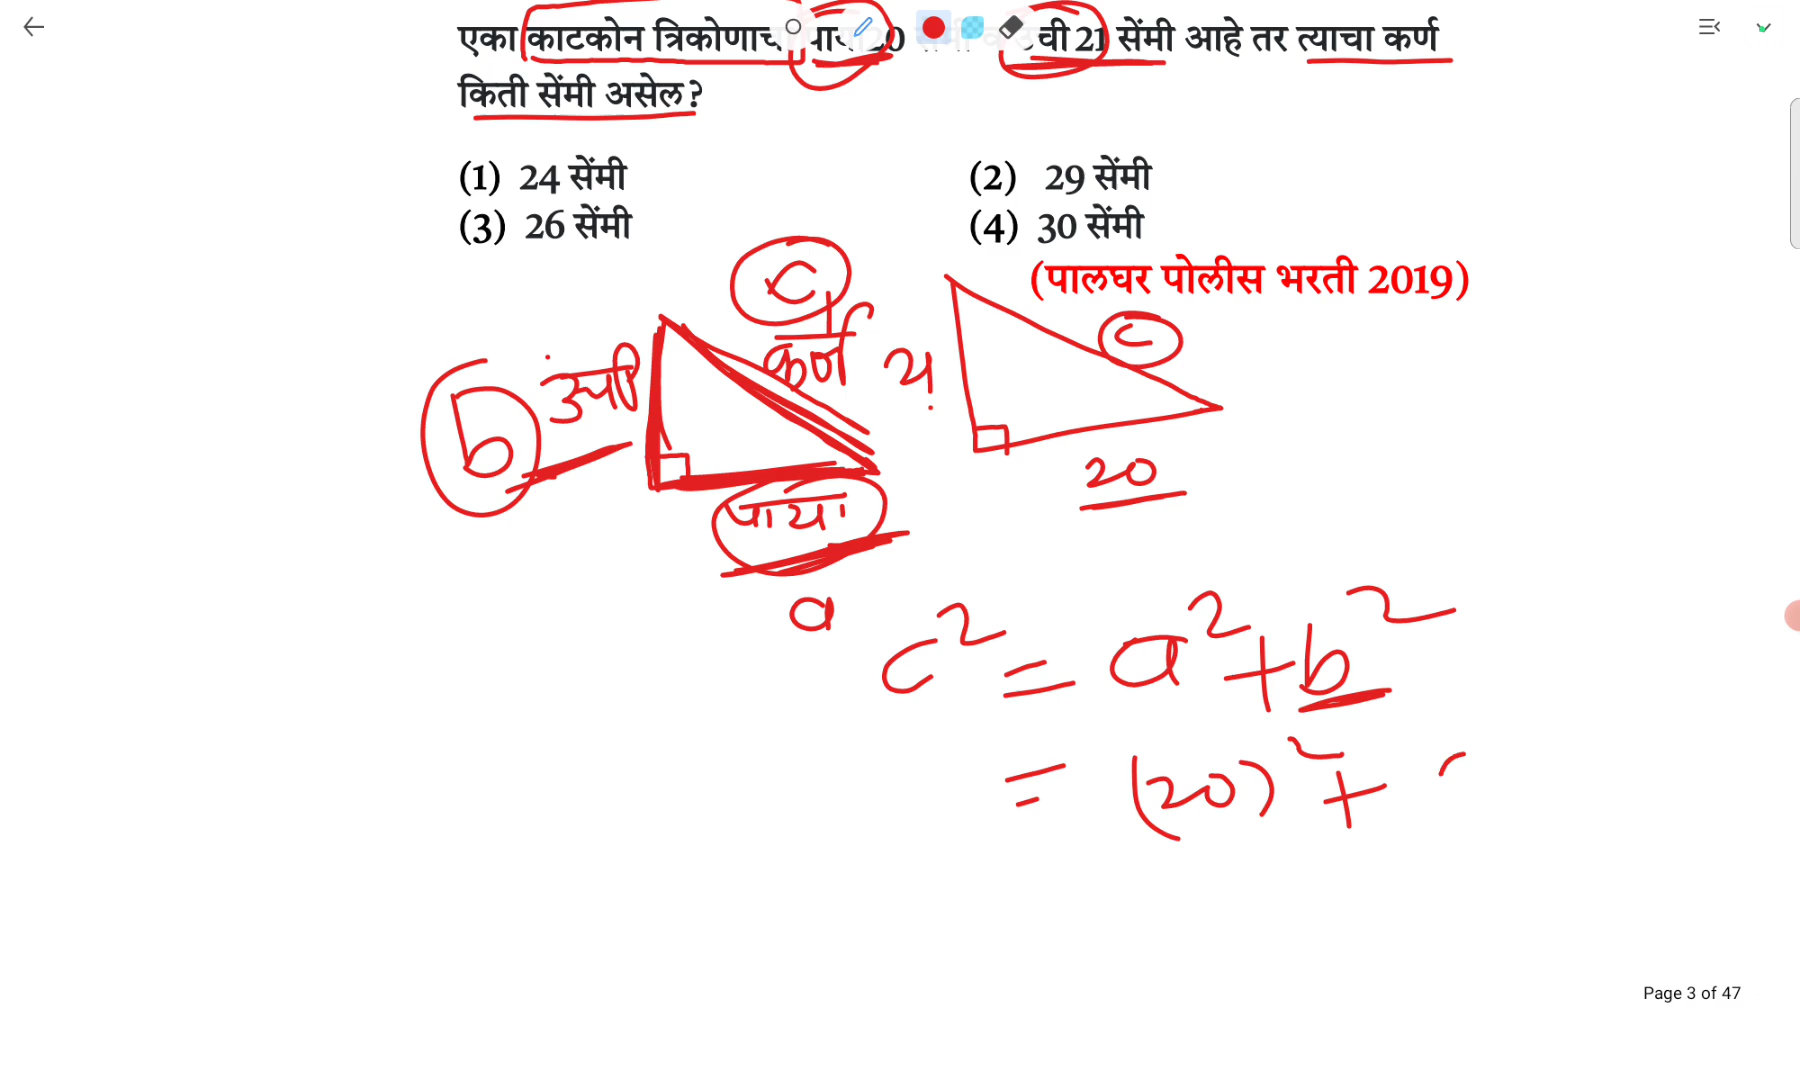 एका काटकोन त्रिकोणाचा पाया 20 सेंमी व उंची 21 सेंमी आहे तर त्याचा कर्ण
किती सेंमी असेल?
(1) 24 सेंमी (2) 29 सेंमी
(3) 26 सेंमी (4) 30 सेंमी
(पालघर पोलीस भरती 2019)
c
कर्ण
c
b
उंची
20
पाया
a
c² = a² + b²
= (20)² +
Page 3 of 47